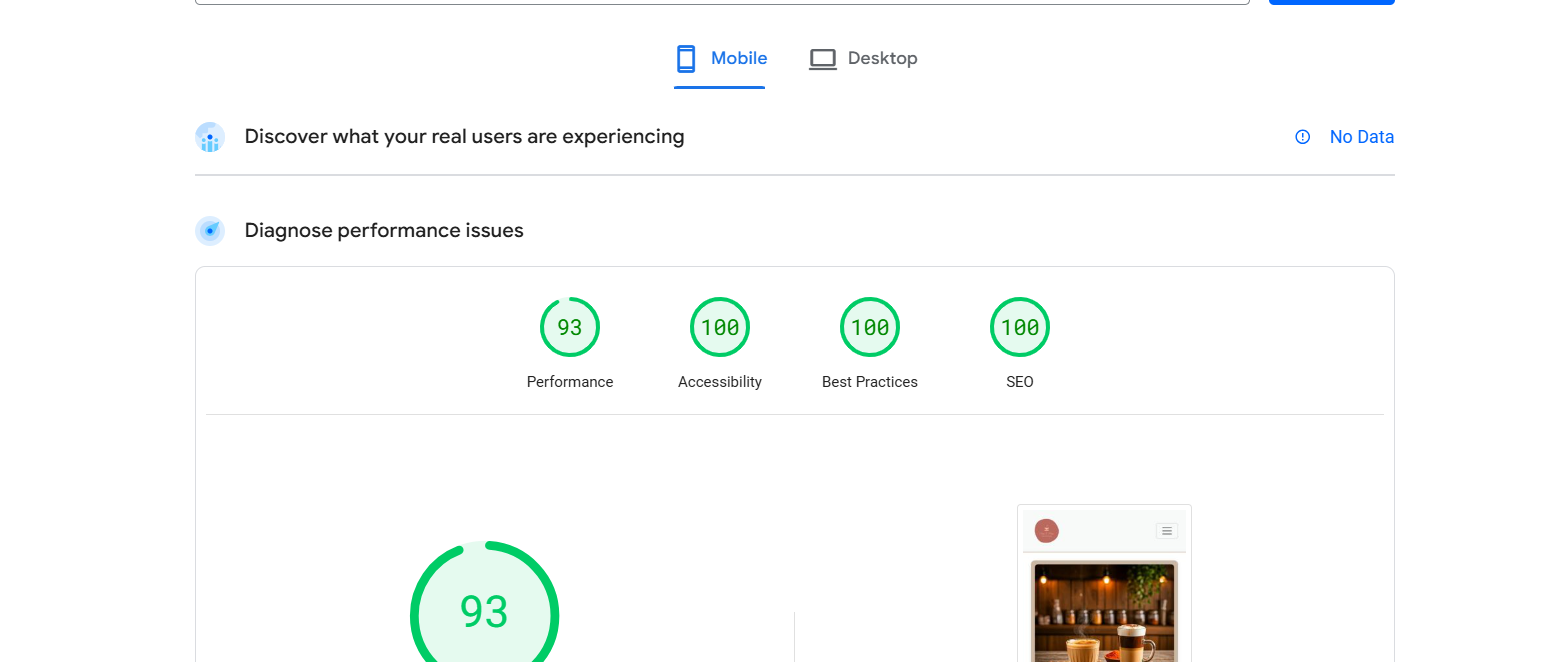 Mobile
Desktop
Discover what your real users are experiencing
No Data
Diagnose performance issues
93
100
100
100
Performance
Accessibility
Best Practices
SEO
93